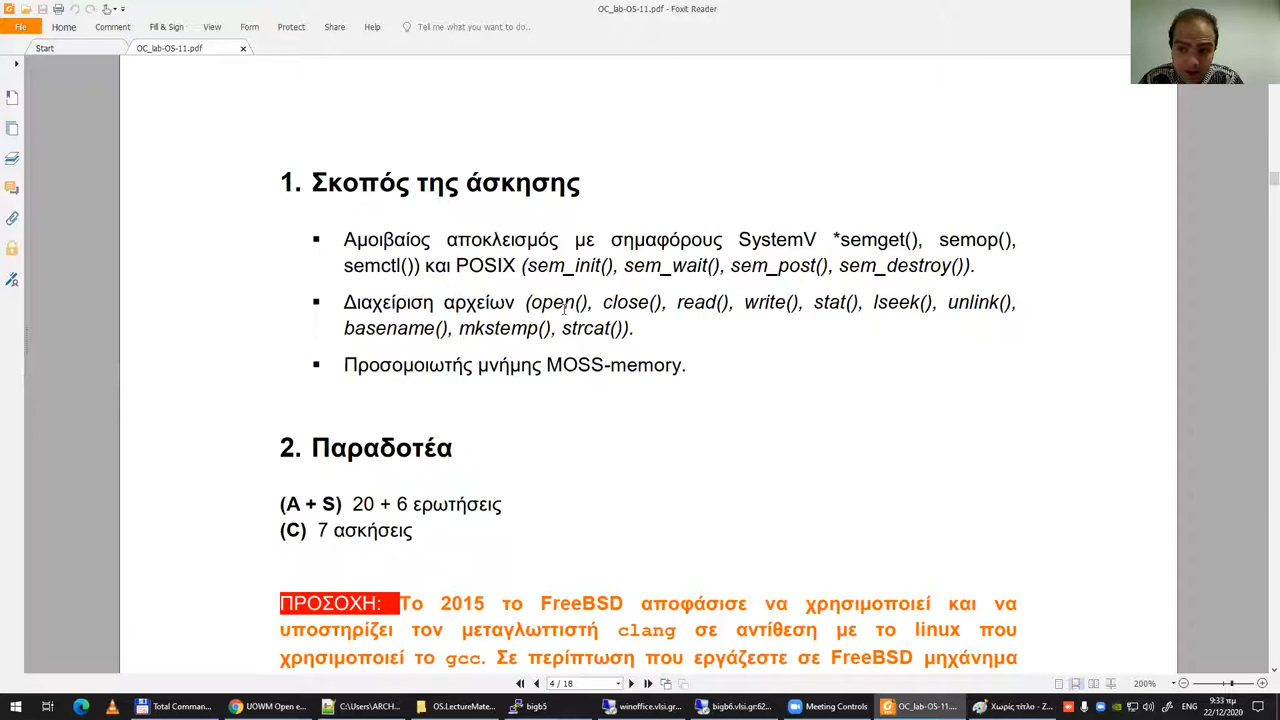 OC_lab-OS-11.pdf - Foxit Reader
File Home Comment Fill & Sign View Form Protect Share Help Tell me what you want to do..
Start OC_lab-OS-11.pdf
1. Σκοπός της άσκησης
▪ Αμοιβαίος αποκλεισμός με σημαφόρους SystemV *semget(), semop(),
semctl()) και POSIX (sem_init(), sem_wait(), sem_post(), sem_destroy()).
▪ Διαχείριση αρχείων (open(), close(), read(), write(), stat(), lseek(), unlink(),
basename(), mkstemp(), strcat()).
▪ Προσομοιωτής μνήμης MOSS-memory.
2. Παραδοτέα
(A + S) 20 + 6 ερωτήσεις
(C) 7 ασκήσεις
ΠΡΟΣΟΧΗ: Το 2015 το FreeBSD αποφάσισε να χρησιμοποιεί και να
υποστηρίζει τον μεταγλωττιστή clang σε αντίθεση με το linux που
χρησιμοποιεί το gcc. Σε περίπτωση που εργάζεστε σε FreeBSD μηχάνημα
4 / 18 200%
Total Comman... UOWM Open e... C:\Users\ARCH... OS.LectureMate... bigb5 winoffice.vlsi.gr... bigb6.vlsi.gr:62... Meeting Controls OC_lab-OS-11.... Χωρίς τίτλο - Ζ... 9:33 πμ
22/12/2020